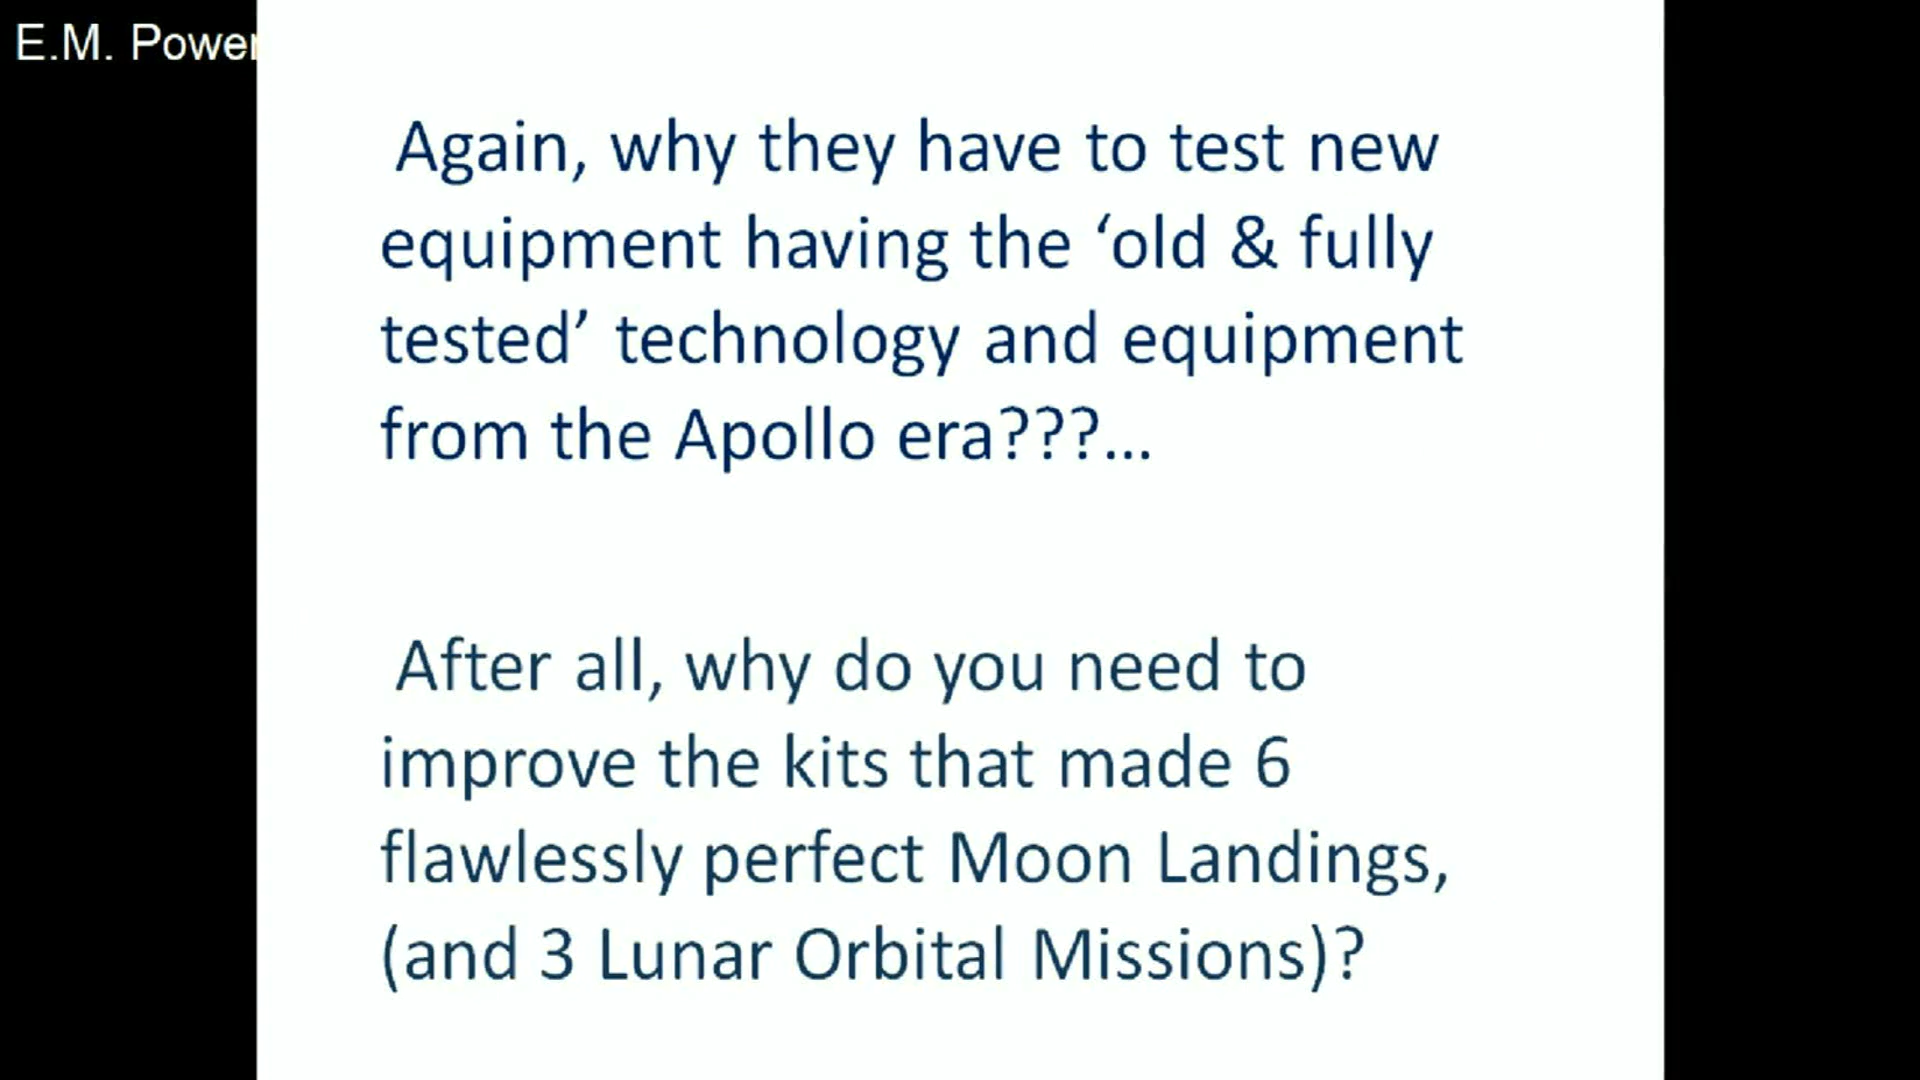 E.M. Power
Again, why they have to test new
equipment having the ‘old & fully
tested’ technology and equipment
from the Apollo era???...
After all, why do you need to
improve the kits that made 6
flawlessly perfect Moon Landings,
(and 3 Lunar Orbital Missions)?